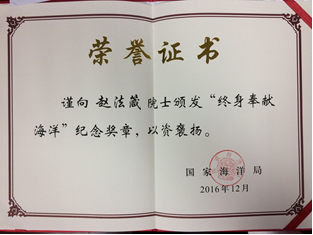 荣誉证书
谨向 赵法箴 院士颁发“终身奉献
海洋”纪念奖章，以资褒扬。
国家海洋局
2016年12月